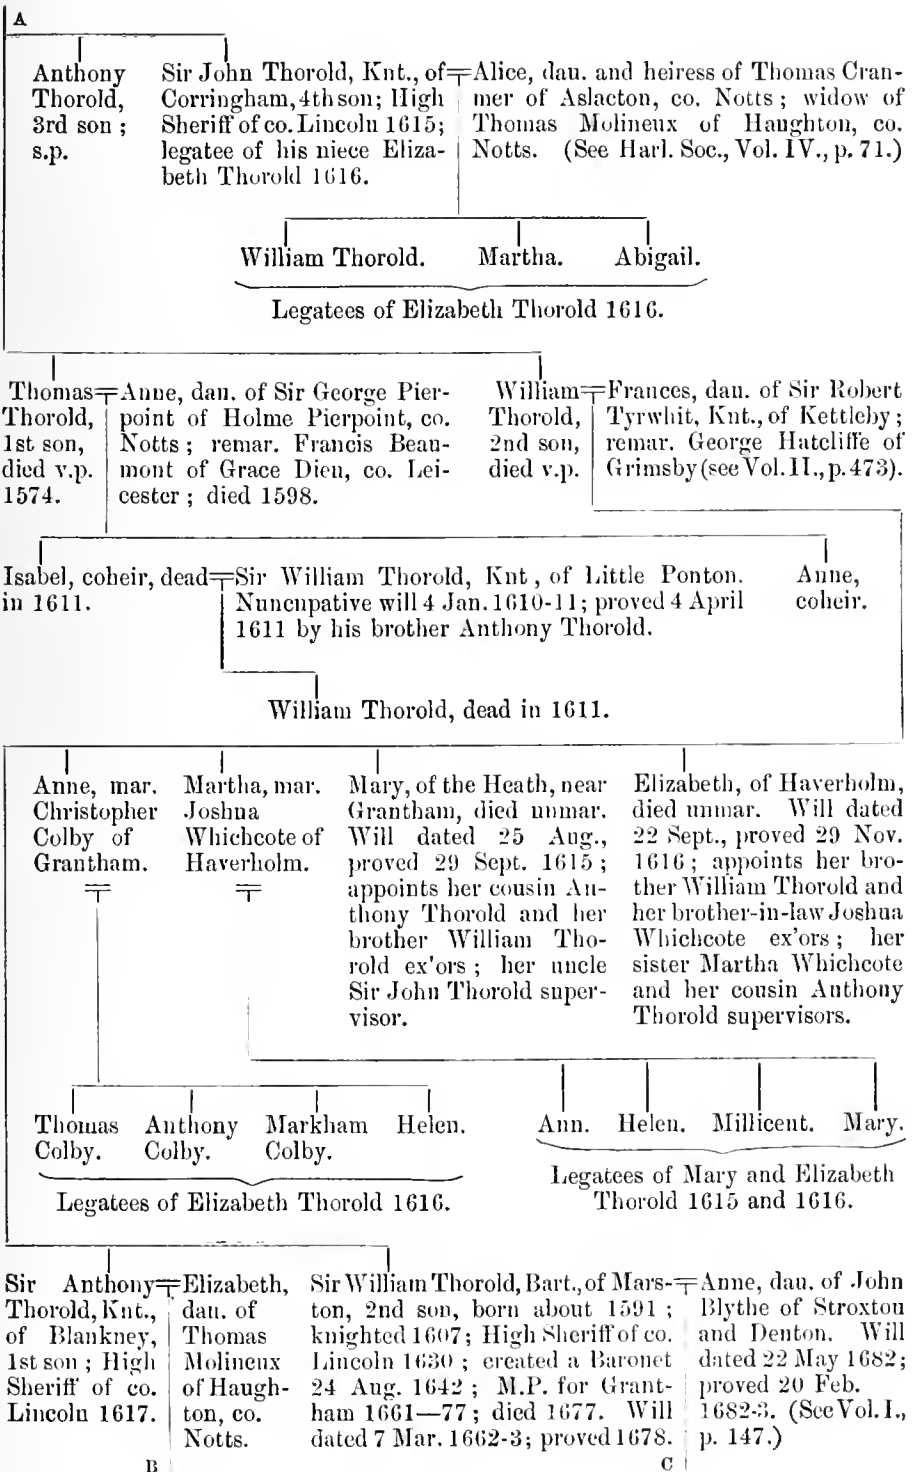 A
Anthony
Thorold,
3rd son ;
s.p.
Sir John Thorold, Knt., of
Corringham, 4th son; High
Sheriff of co. Lincoln 1615;
legatee of his niece Eliza-
beth Thorold 1616.
Alice, dau. and heiress of Thomas Cran-
mer of Aslacton, co. Notts ; widow of
Thomas Molineux of Haughton, co.
Notts. (See Harl. Soc., Vol. IV., p. 71.)
William Thorold.
Martha.
Abigail.
Legatees of Elizabeth Thorold 1616.
Thomas
Thorold,
1st son,
died v.p.
1574.
Anne, dau. of Sir George Pier-
point of Holme Pierpoint, co.
Notts ; remar. Francis Beau-
mont of Grace Dieu, co. Lei-
cester ; died 1598.
William
Thorold,
2nd son,
died v.p.
Frances, dau. of Sir Robert
Tyrwhit, Knt., of Kettleby ;
remar. George Hatcliffe of
Grimsby (see Vol. II., p. 473).
Isabel, coheir, dead
in 1611.
Sir William Thorold, Knt, of Little Ponton.
Nuncupative will 4 Jan. 1610-11; proved 4 April
1611 by his brother Anthony Thorold.
Anne,
coheir.
William Thorold, dead in 1611.
Anne, mar.
Christopher
Colby of
Grantham.
Martha, mar.
Joshua
Whichcote of
Haverholm.
Mary, of the Heath, near
Grantham, died unmar.
Will dated 25 Aug.,
proved 29 Sept. 1615 ;
appoints her cousin An-
thony Thorold and her
brother William Tho-
rold ex'ors ; her uncle
Sir John Thorold super-
visor.
Elizabeth, of Haverholm,
died unmar. Will dated
22 Sept., proved 29 Nov.
1616 ; appoints her bro-
ther William Thorold and
her brother-in-law Joshua
Whichcote ex'ors ; her
sister Martha Whichcote
and her cousin Anthony
Thorold supervisors.
Thomas
Colby.
Anthony
Colby.
Markham
Colby.
Helen.
Legatees of Elizabeth Thorold 1616.
Ann.
Helen.
Millicent.
Mary.
Legatees of Mary and Elizabeth
Thorold 1615 and 1616.
Sir Anthony
Thorold, Knt.,
of Blankney,
1st son ; High
Sheriff of co.
Lincoln 1617.
Elizabeth,
dau. of
Thomas
Molineux
of Haugh-
ton, co.
Notts.
Sir William Thorold, Bart., of Mars-
ton, 2nd son, born about 1591 ;
knighted 1607; High Sheriff of co.
Lincoln 1630 ; created a Baronet
24 Aug. 1642 ; M.P. for Grant-
ham 1661—77 ; died 1677. Will
dated 7 Mar. 1662-3; proved 1678.
Anne, dau. of John
Blythe of Stroxton
and Denton. Will
dated 22 May 1682;
proved 20 Feb.
1682-3. (See Vol. I.,
p. 147.)
B
C